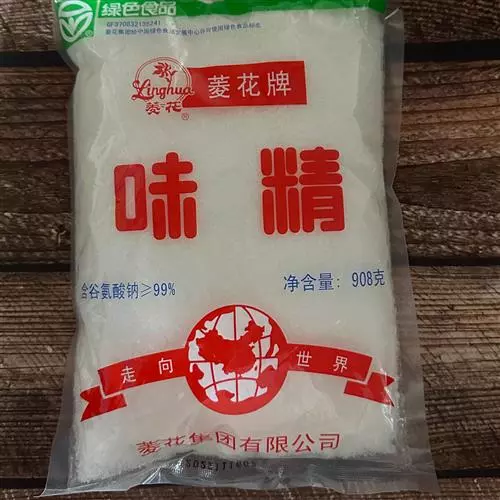 绿色食品
GF370832135241
Linghua
菱花
®
菱花牌
味精
含谷氨酸钠≥99%
净含量: 908克
走向世界
菱花集团有限公司